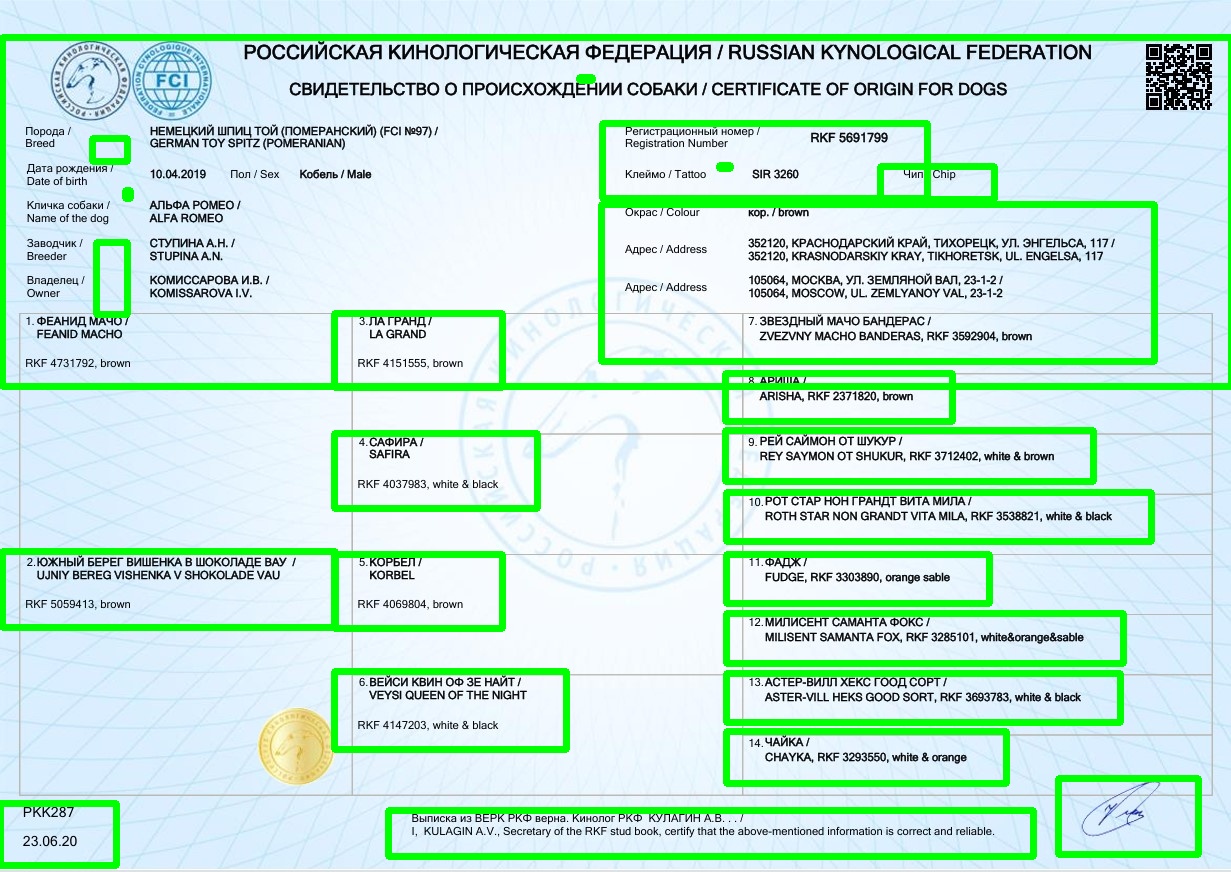 РОССИЙСКАЯ КИНОЛОГИЧЕСКАЯ ФЕДЕРАЦИЯ / RUSSIAN KYNOLOGICAL FEDERATION
СВИДЕТЕЛЬСТВО О ПРОИСХОЖДЕНИИ СОБАКИ / CERTIFICATE OF ORIGIN FOR DOGS
FCI
Порода / НЕМЕЦКИЙ ШПИЦ ТОЙ (ПОМЕРАНСКИЙ) (FCI №97) /
Breed GERMAN TOY SPITZ (POMERANIAN)
Регистрационный номер / RKF 5691799
Registration Number
Дата рождения /
Date of birth 10.04.2019 Пол / Sex Кобель / Male
Клеймо / Tattoo SIR 3260 Чип Chip
Кличка собаки / АЛЬФА РОМЕО /
Name of the dog ALFA ROMEO
Окрас / Colour кор. / brown
Заводчик / СТУПИНА А.Н. /
Breeder STUPINA A.N.
Адрес / Address 352120, КРАСНОДАРСКИЙ КРАЙ, ТИХОРЕЦК, УЛ. ЭНГЕЛЬСА, 117 /
352120, KRASNODARSKIY KRAY, TIKHORETSK, UL. ENGELSA, 117
Владелец / КОМИССАРОВА И.В. /
Owner KOMISSAROVA I.V.
Адрес / Address 105064, МОСКВА, УЛ. ЗЕМЛЯНОЙ ВАЛ, 23-1-2 /
105064, MOSCOW, UL. ZEMLYANOY VAL, 23-1-2
1. ФЕАНИД МАЧО /
FEANID MACHO
RKF 4731792, brown
2. ЮЖНЫЙ БЕРЕГ ВИШЕНКА В ШОКОЛАДЕ ВАУ /
UJNIY BEREG VISHENKA V SHOKOLADE VAU
RKF 5059413, brown
3. ЛА ГРАНД /
LA GRAND
RKF 4151555, brown
4. САФИРА /
SAFIRA
RKF 4037983, white & black
5. КОРБЕЛ /
KORBEL
RKF 4069804, brown
6. ВЕЙСИ КВИН ОФ ЗЕ НАЙТ /
VEYSI QUEEN OF THE NIGHT
RKF 4147203, white & black
7. ЗВЕЗДНЫЙ МАЧО БАНДЕРАС /
ZVEZVNY MACHO BANDERAS, RKF 3592904, brown
8. АРИША /
ARISHA, RKF 2371820, brown
9. РЕЙ САЙМОН ОТ ШУКУР /
REY SAYMON OT SHUKUR, RKF 3712402, white & brown
10. РОТ СТАР НОН ГРАНДТ ВИТА МИЛА /
ROTH STAR NON GRANDT VITA MILA, RKF 3538821, white & black
11. ФАДЖ /
FUDGE, RKF 3303890, orange sable
12. МИЛИСЕНТ САМАНТА ФОКС /
MILISENT SAMANTA FOX, RKF 3285101, white&orange&sable
13. АСТЕР-ВИЛЛ ХЕКС ГООД СОРТ /
ASTER-VILL HEKS GOOD SORT, RKF 3693783, white & black
14. ЧАЙКА /
CHAYKA, RKF 3293550, white & orange
РКК287
23.06.20
Выписка из ВЕРК РКФ верна. Кинолог РКФ КУЛАГИН А.В. . . /
I, KULAGIN A.V., Secretary of the RKF stud book, certify that the above-mentioned information is correct and reliable.